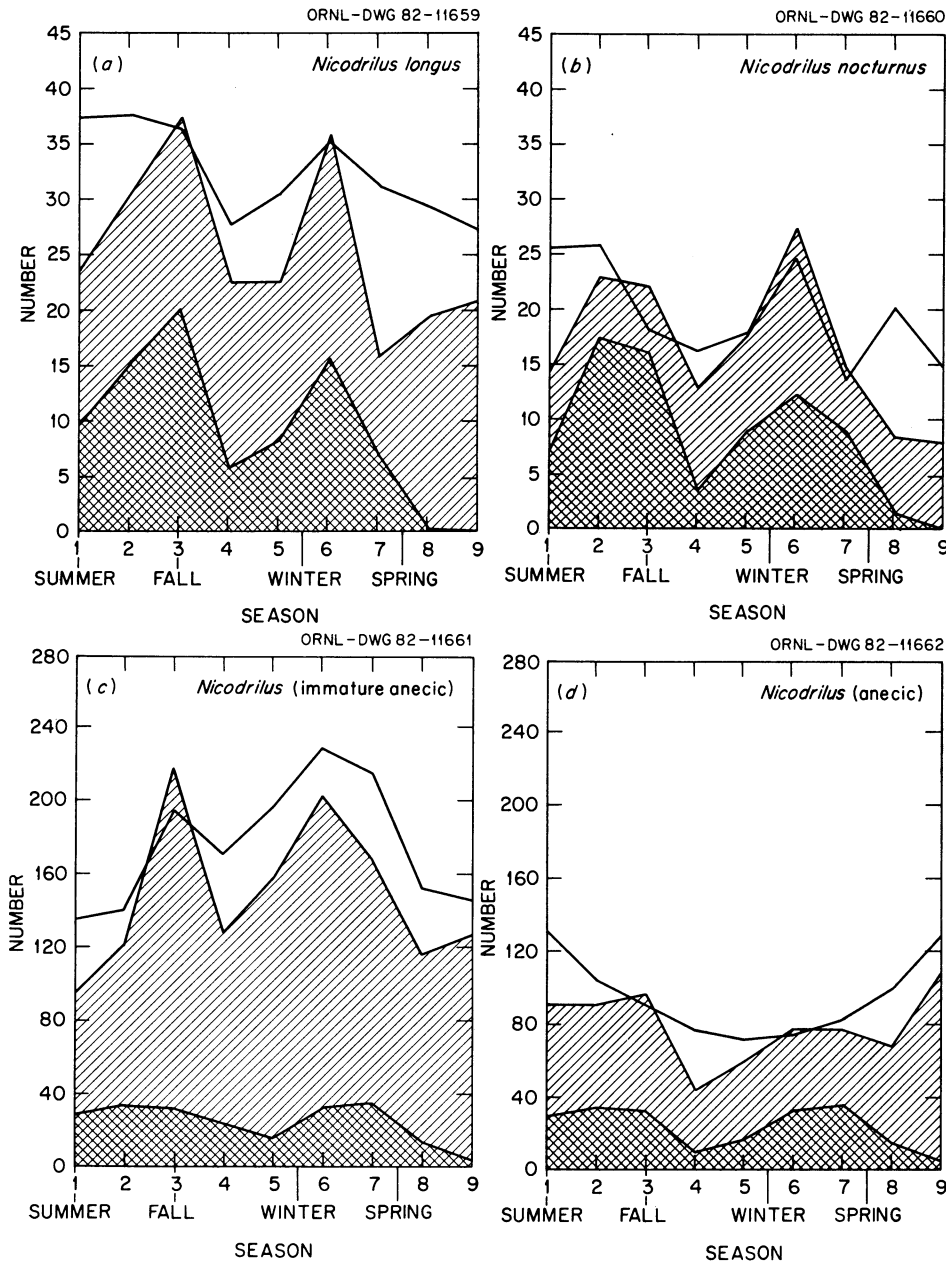 ORNL-DWG 82-11659
(a) Nicodrilus longus
45
40
35
30
25
20
15
10
5
0
NUMBER
1 2 3 4 5 6 7 8 9
SUMMER FALL WINTER SPRING
SEASON
ORNL-DWG 82-11660
(b) Nicodrilus nocturnus
45
40
35
30
25
20
15
10
5
0
NUMBER
1 2 3 4 5 6 7 8 9
SUMMER FALL WINTER SPRING
SEASON
ORNL-DWG 82-11661
(c) Nicodrilus (immature anecic)
280
240
200
160
120
80
40
0
NUMBER
1 2 3 4 5 6 7 8 9
SUMMER FALL WINTER SPRING
SEASON
ORNL-DWG 82-11662
(d) Nicodrilus (anecic)
280
240
200
160
120
80
40
0
NUMBER
1 2 3 4 5 6 7 8 9
SUMMER FALL WINTER SPRING
SEASON